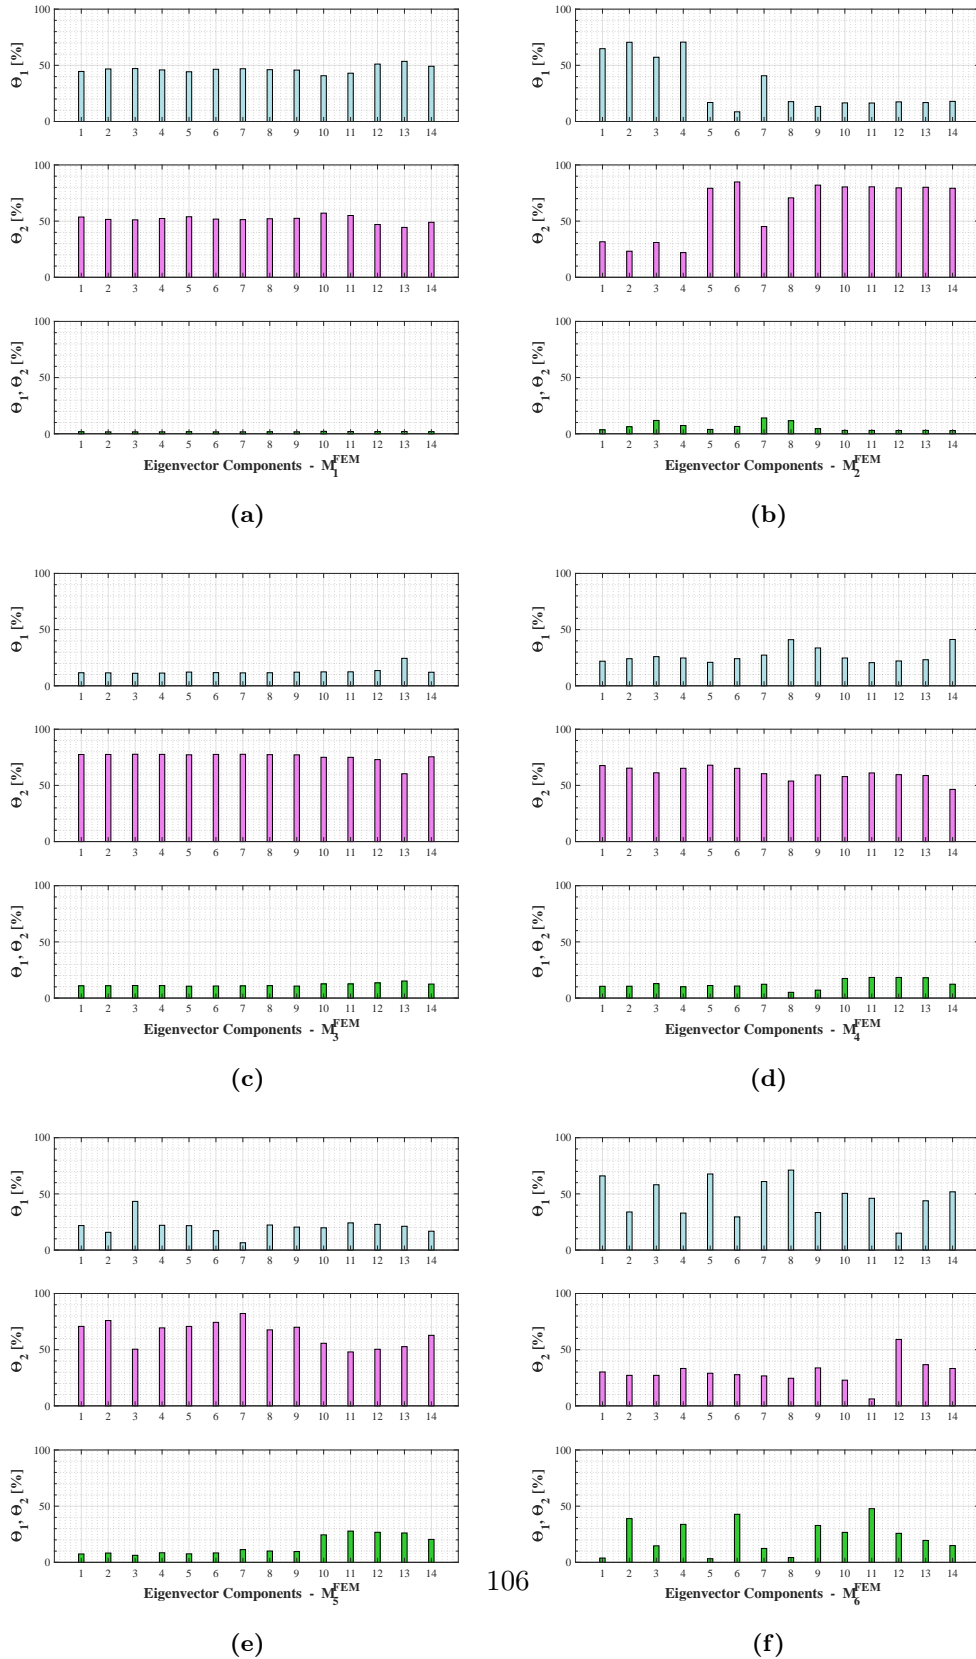 100
50
0
Θ1 [%]
1 2 3 4 5 6 7 8 9 10 11 12 13 14
100
50
0
Θ2 [%]
1 2 3 4 5 6 7 8 9 10 11 12 13 14
100
50
0
Θ1, Θ2 [%]
1 2 3 4 5 6 7 8 9 10 11 12 13 14
Eigenvector Components - M1FEM
(a)
100
50
0
Θ1 [%]
1 2 3 4 5 6 7 8 9 10 11 12 13 14
100
50
0
Θ2 [%]
1 2 3 4 5 6 7 8 9 10 11 12 13 14
100
50
0
Θ1, Θ2 [%]
1 2 3 4 5 6 7 8 9 10 11 12 13 14
Eigenvector Components - M2FEM
(b)
100
50
0
Θ1 [%]
1 2 3 4 5 6 7 8 9 10 11 12 13 14
100
50
0
Θ2 [%]
1 2 3 4 5 6 7 8 9 10 11 12 13 14
100
50
0
Θ1, Θ2 [%]
1 2 3 4 5 6 7 8 9 10 11 12 13 14
Eigenvector Components - M3FEM
(c)
100
50
0
Θ1 [%]
1 2 3 4 5 6 7 8 9 10 11 12 13 14
100
50
0
Θ2 [%]
1 2 3 4 5 6 7 8 9 10 11 12 13 14
100
50
0
Θ1, Θ2 [%]
1 2 3 4 5 6 7 8 9 10 11 12 13 14
Eigenvector Components - M4FEM
(d)
100
50
0
Θ1 [%]
1 2 3 4 5 6 7 8 9 10 11 12 13 14
100
50
0
Θ2 [%]
1 2 3 4 5 6 7 8 9 10 11 12 13 14
100
50
0
Θ1, Θ2 [%]
1 2 3 4 5 6 7 8 9 10 11 12 13 14
Eigenvector Components - M5FEM
(e)
100
50
0
Θ1 [%]
1 2 3 4 5 6 7 8 9 10 11 12 13 14
100
50
0
Θ2 [%]
1 2 3 4 5 6 7 8 9 10 11 12 13 14
100
50
0
Θ1, Θ2 [%]
1 2 3 4 5 6 7 8 9 10 11 12 13 14
Eigenvector Components - M6FEM
(f)
106